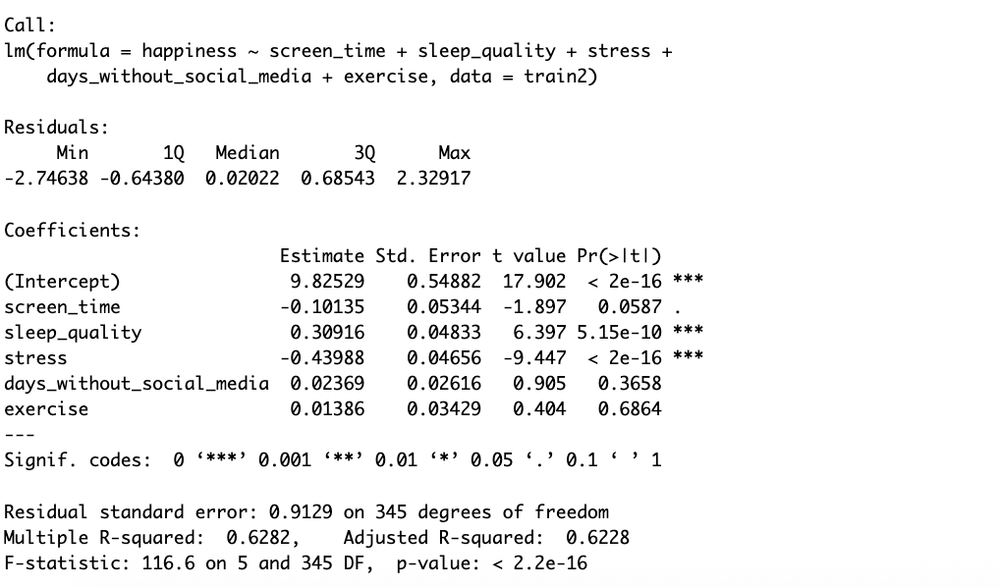 Call:
lm(formula = happiness ~ screen_time + sleep_quality + stress +
    days_without_social_media + exercise, data = train2)

Residuals:
     Min       1Q   Median       3Q      Max
-2.74638 -0.64380  0.02022  0.68543  2.32917

Coefficients:
                          Estimate Std. Error t value Pr(>|t|)
(Intercept)                9.82529    0.54882  17.902  < 2e-16 ***
screen_time               -0.10135    0.05344  -1.897   0.0587 .
sleep_quality              0.30916    0.04833   6.397 5.15e-10 ***
stress                    -0.43988    0.04656  -9.447  < 2e-16 ***
days_without_social_media  0.02369    0.02616   0.905   0.3658
exercise                   0.01386    0.03429   0.404   0.6864
---
Signif. codes:  0 ‘***’ 0.001 ‘**’ 0.01 ‘*’ 0.05 ‘.’ 0.1 ‘ ’ 1

Residual standard error: 0.9129 on 345 degrees of freedom
Multiple R-squared:  0.6282,	Adjusted R-squared:  0.6228
F-statistic: 116.6 on 5 and 345 DF,  p-value: < 2.2e-16